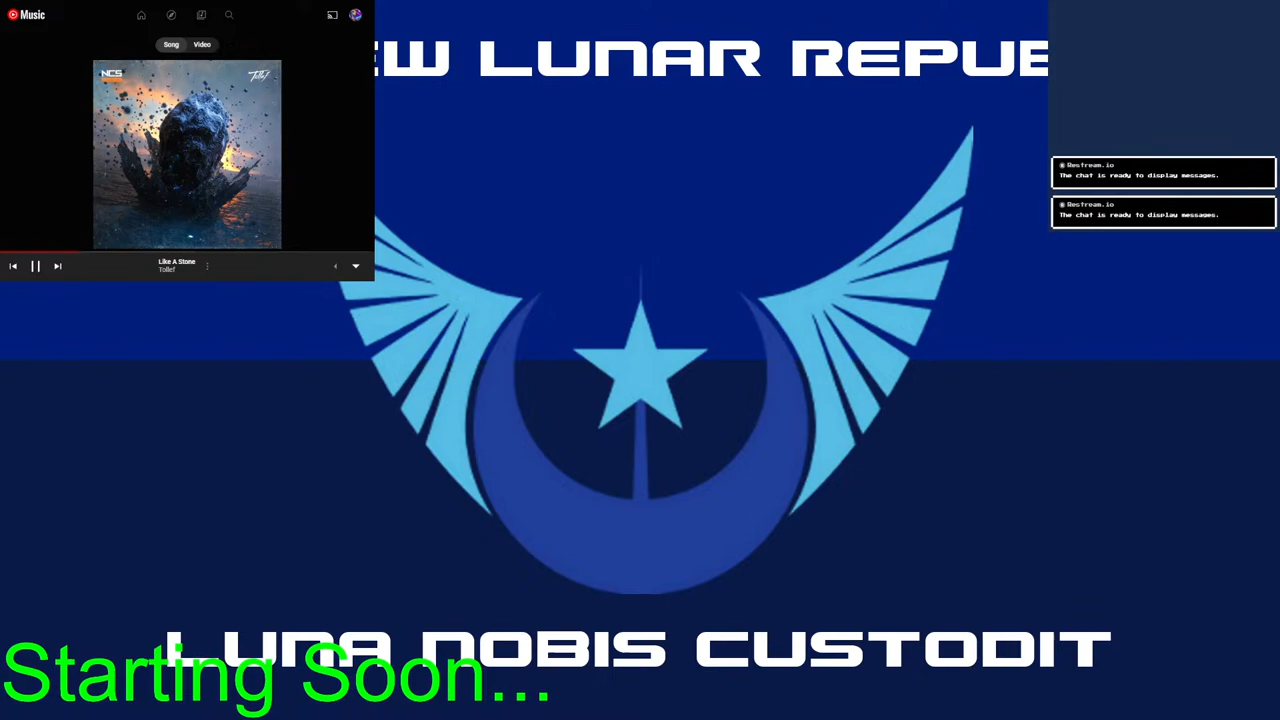 Music
Song Video
NCS
Tollef
Like A Stone
Tollef
EW LUNAR REPUB
Restream.io
The chat is ready to display messages.
Restream.io
The chat is ready to display messages.
LUNA NOBIS CUSTODIT
Starting Soon...